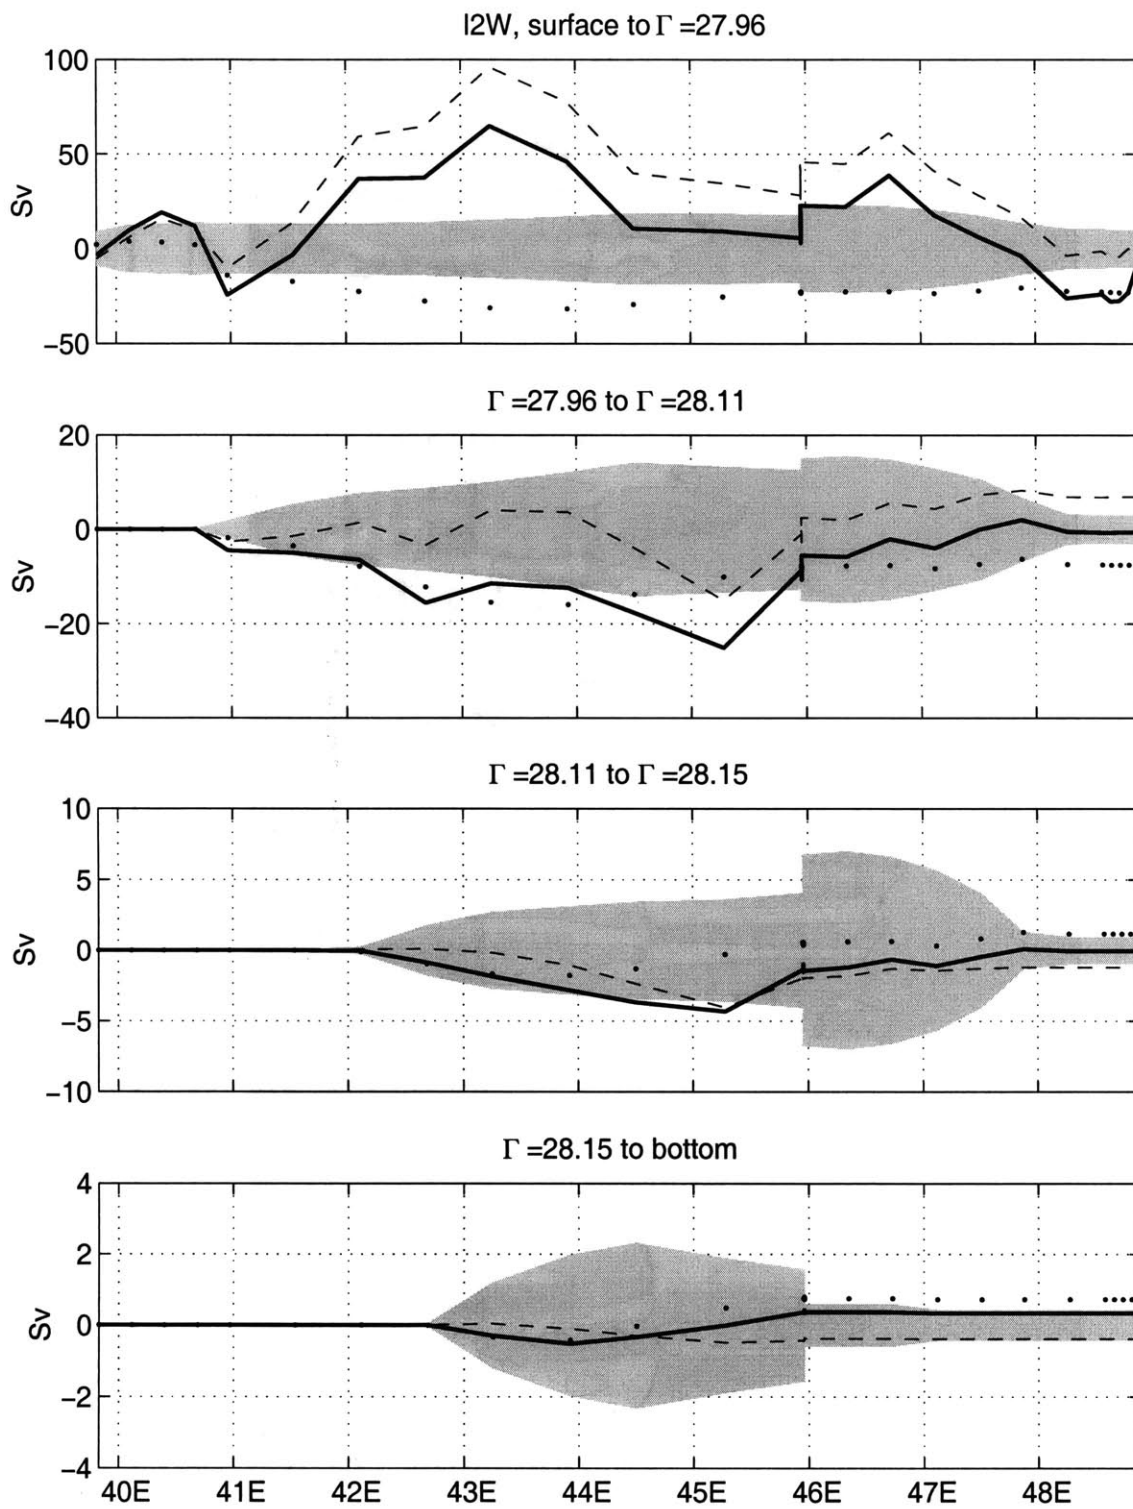 I2W, surface to Γ =27.96
100
50
0
−50
Sv
Γ =27.96 to Γ =28.11
20
0
−20
−40
Sv
Γ =28.11 to Γ =28.15
10
5
0
−5
−10
Sv
Γ =28.15 to bottom
4
2
0
−2
−4
Sv
40E 41E 42E 43E 44E 45E 46E 47E 48E